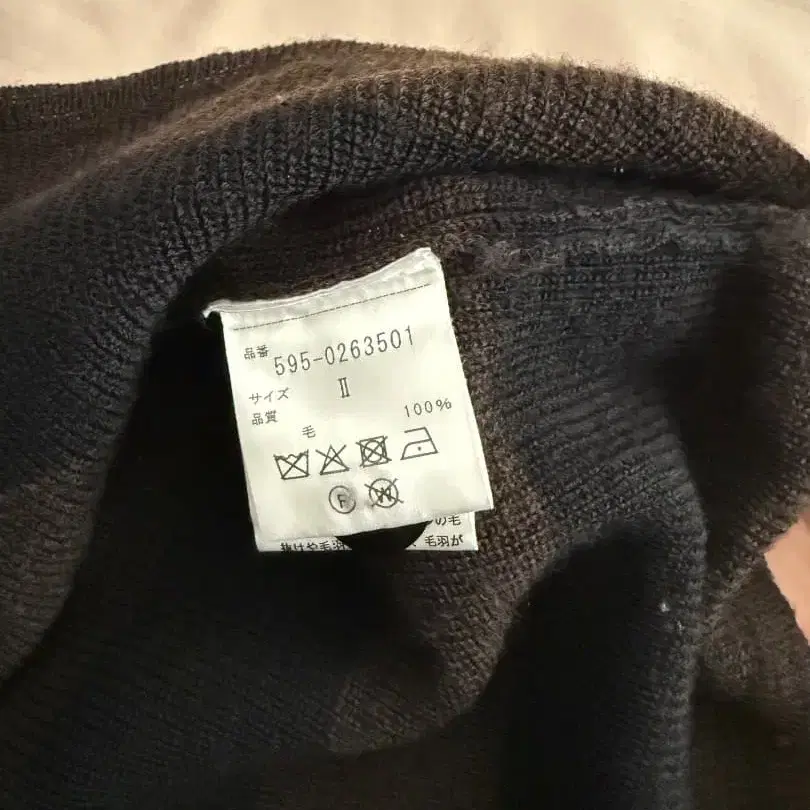 品番 595-0263501
サイズ Ⅱ
品質 100%
毛
F W
の毛
抜けや毛羽 毛羽が